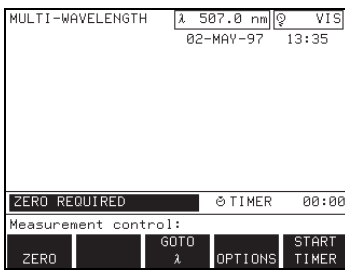 MULTI-WAVELENGTH λ 507.0 nm VIS
02-MAY-97 13:35
ZERO REQUIRED TIMER 00:00
Measurement control:
GOTO START
ZERO λ OPTIONS TIMER